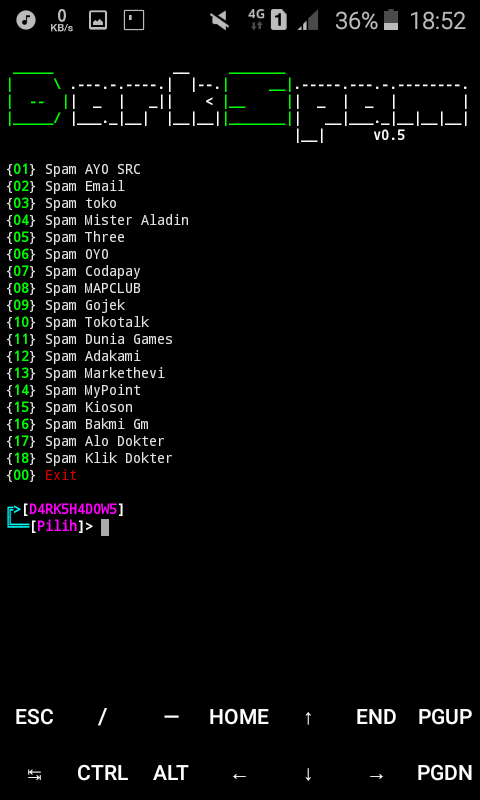 0 KB/s 4G 1 36% 18:52
DarkSpam
v0.5
{01} Spam AYO SRC
{02} Spam Email
{03} Spam toko
{04} Spam Mister Aladin
{05} Spam Three
{06} Spam OYO
{07} Spam Codapay
{08} Spam MAPCLUB
{09} Spam Gojek
{10} Spam Tokotalk
{11} Spam Dunia Games
{12} Spam Adakami
{13} Spam Markethevi
{14} Spam MyPoint
{15} Spam Kioson
{16} Spam Bakmi Gm
{17} Spam Alo Dokter
{18} Spam Klik Dokter
{00} Exit
╔>[D4RK5H4DOW5]
╚══[Pilih]>
ESC / — HOME ↑ END PGUP
↹ CTRL ALT ← ↓ → PGDN